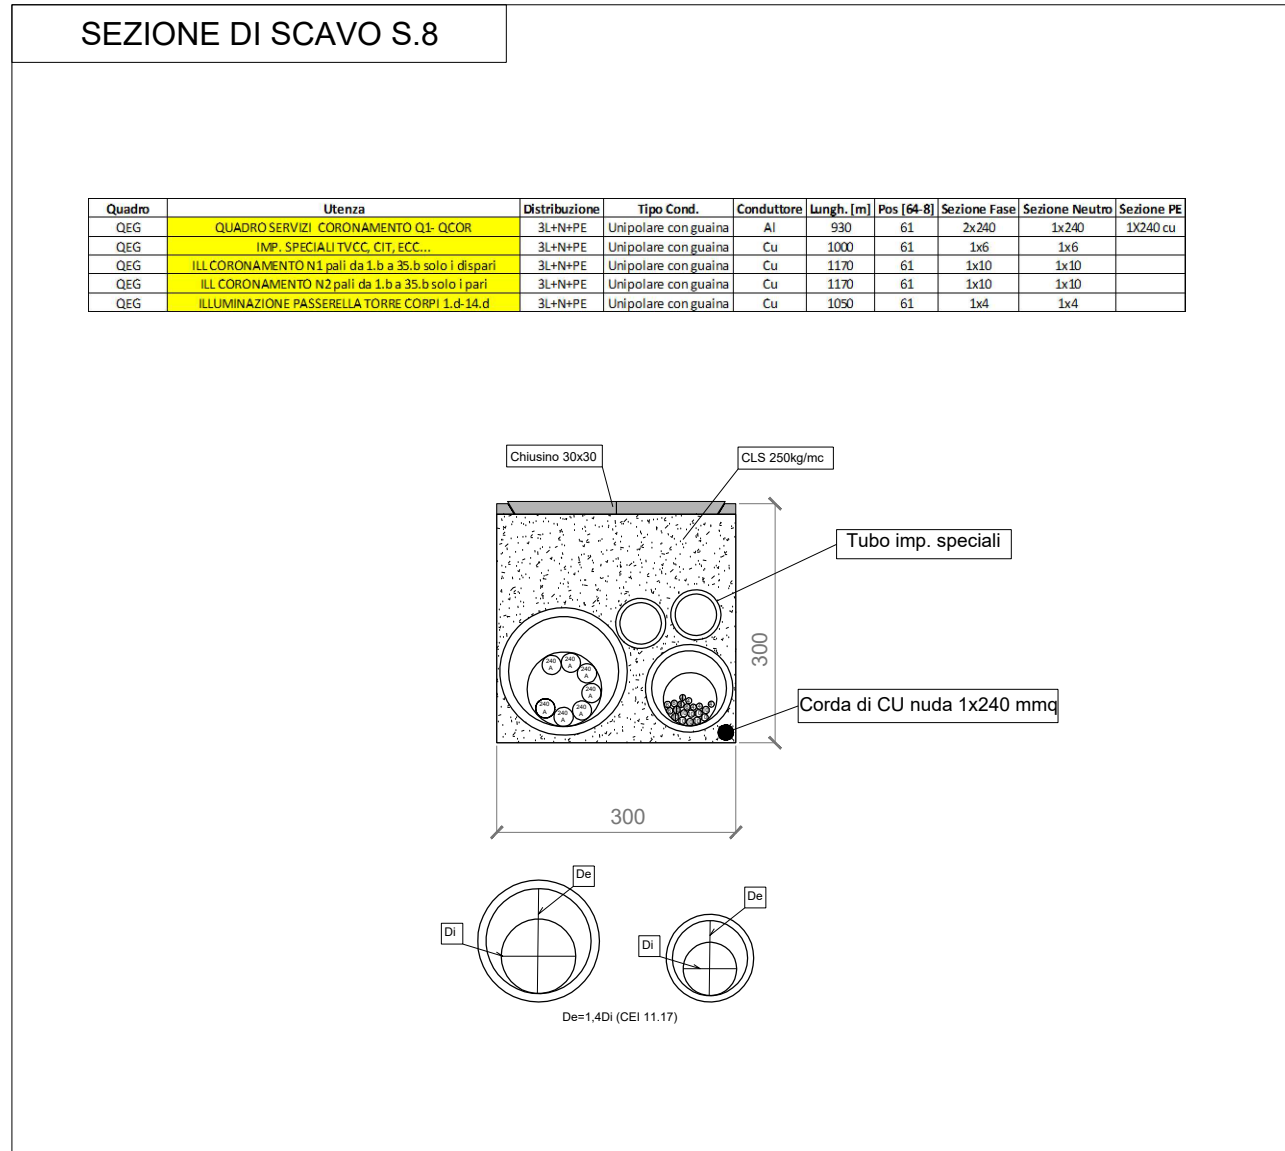 SEZIONE DI SCAVO S.8
Quadro Utenza Distribuzione Tipo Cond. Conduttore Lungh. [m] Pos [64-8] Sezione Fase Sezione Neutro Sezione PE
QEG QUADRO SERVIZI CORONAMENTO Q1- QCOR 3L+N+PE Unipolare con guaina Al 930 61 2x240 1x240 1X240 cu
QEG IMP. SPECIALI TVCC, CIT, ECC... 3L+N+PE Unipolare con guaina Cu 1000 61 1x6 1x6
QEG ILL CORONAMENTO N1 pali da 1.b a 35.b solo i dispari 3L+N+PE Unipolare con guaina Cu 1170 61 1x10 1x10
QEG ILL CORONAMENTO N2 pali da 1.b a 35.b solo i pari 3L+N+PE Unipolare con guaina Cu 1170 61 1x10 1x10
QEG ILLUMINAZIONE PASSERELLA TORRE CORPI 1.d-14.d 3L+N+PE Unipolare con guaina Cu 1050 61 1x4 1x4
Chiusino 30x30
CLS 250kg/mc
Tubo imp. speciali
300
240 A
240 A
240 A
240 A
240 A
240 A
240 A
Corda di CU nuda 1x240 mmq
300
De
De
Di
Di
De=1,4Di (CEI 11.17)